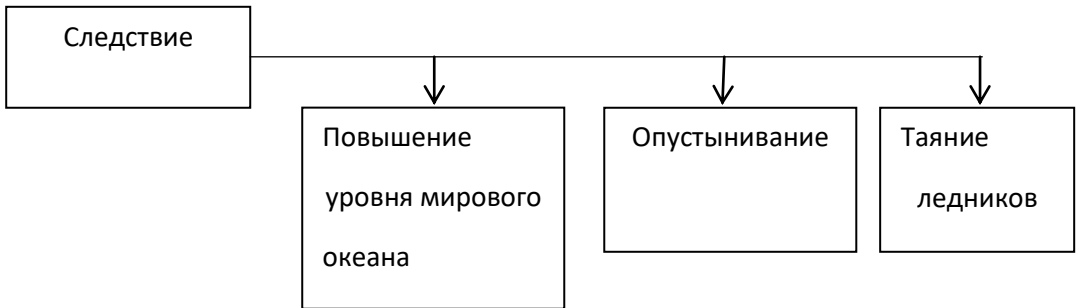 Следствие
Повышение
уровня мирового
океана
Опустынивание
Таяние
ледников